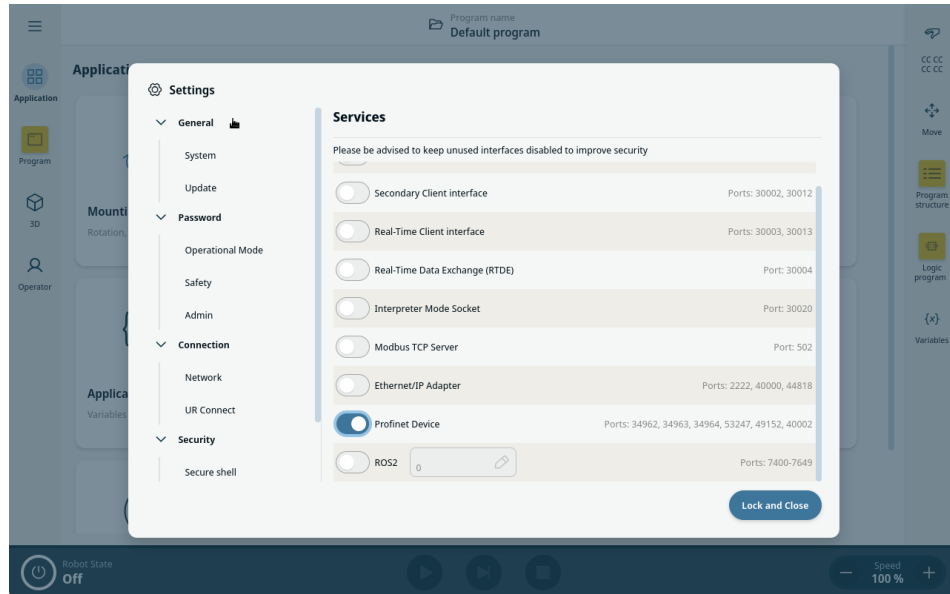 Program name
Default program
Applicati
Application
Program
3D
Operator
Mounti
Rotation,
Applica
Variables
Settings
General
System
Update
Password
Operational Mode
Safety
Admin
Connection
Network
UR Connect
Security
Secure shell
Services
Please be advised to keep unused interfaces disabled to improve security
Secondary Client interface Ports: 30002, 30012
Real-Time Client interface Ports: 30003, 30013
Real-Time Data Exchange (RTDE) Port: 30004
Interpreter Mode Socket Port: 30020
Modbus TCP Server Port: 502
Ethernet/IP Adapter Ports: 2222, 40000, 44818
Profinet Device Ports: 34962, 34963, 34964, 53247, 49152, 40002
ROS2 0 Ports: 7400-7649
Lock and Close
CC CC
CC CC
Move
Program
structure
Logic
program
{x}
Variables
Robot State
Off
Speed
100 %